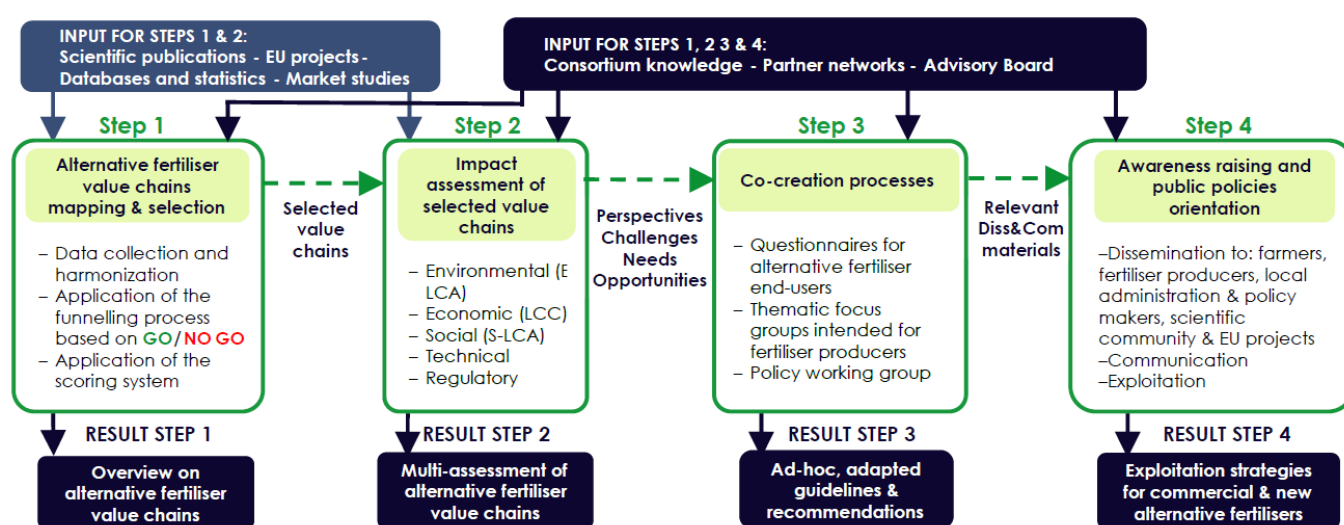 INPUT FOR STEPS 1 & 2:
Scientific publications - EU projects-
Databases and statistics - Market studies
INPUT FOR STEPS 1, 2 3 & 4:
Consortium knowledge - Partner networks - Advisory Board
Step 1
Alternative fertiliser
value chains
mapping & selection
– Data collection and
harmonization
– Application of the
funnelling process
based on GO/NO GO
– Application of the
scoring system
Selected
value
chains
Step 2
Impact
assessment of
selected value
chains
– Environmental (E
LCA)
– Economic (LCC)
– Social (S-LCA)
– Technical
– Regulatory
Perspectives
Challenges
Needs
Opportunities
Step 3
Co-creation processes
– Questionnaires for
alternative fertiliser
end-users
– Thematic focus
groups intended for
fertiliser producers
– Policy working group
Relevant
Diss&Com
materials
Step 4
Awareness raising and
public policies
orientation
–Dissemination to: farmers,
fertiliser producers, local
administration & policy
makers, scientific
community & EU projects
–Communication
–Exploitation
RESULT STEP 1
Overview on
alternative fertiliser
value chains
RESULT STEP 2
Multi-assessment of
alternative fertiliser
value chains
RESULT STEP 3
Ad-hoc, adapted
guidelines &
recommendations
RESULT STEP 4
Exploitation strategies
for commercial & new
alternative fertilisers